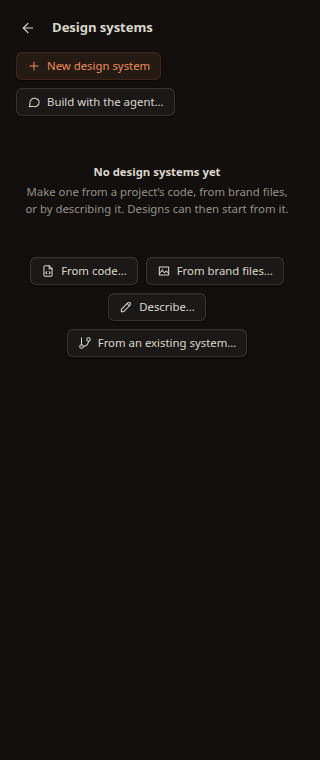 Design systems
New design system
Build with the agent...
No design systems yet
Make one from a project's code, from brand files,
or by describing it. Designs can then start from it.
From code...
From brand files...
Describe...
From an existing system...